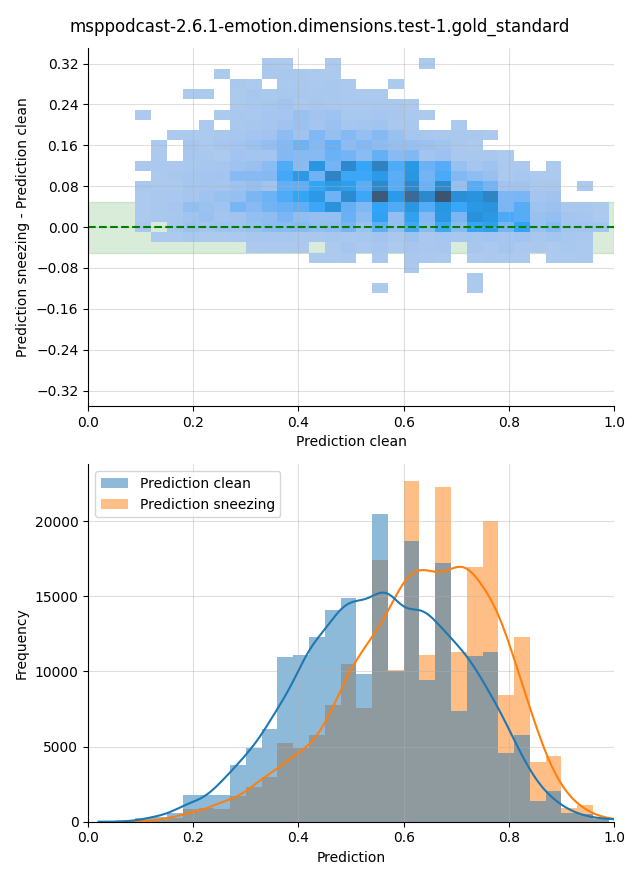 msppodcast-2.6.1-emotion.dimensions.test-1.gold_standard
0.32
0.24
0.16
0.08
0.00
−0.08
−0.16
−0.24
−0.32
Prediction sneezing - Prediction clean
0.0 0.2 0.4 0.6 0.8 1.0
Prediction clean
Prediction clean
Prediction sneezing
20000
15000
10000
5000
0
Frequency
0.0 0.2 0.4 0.6 0.8 1.0
Prediction